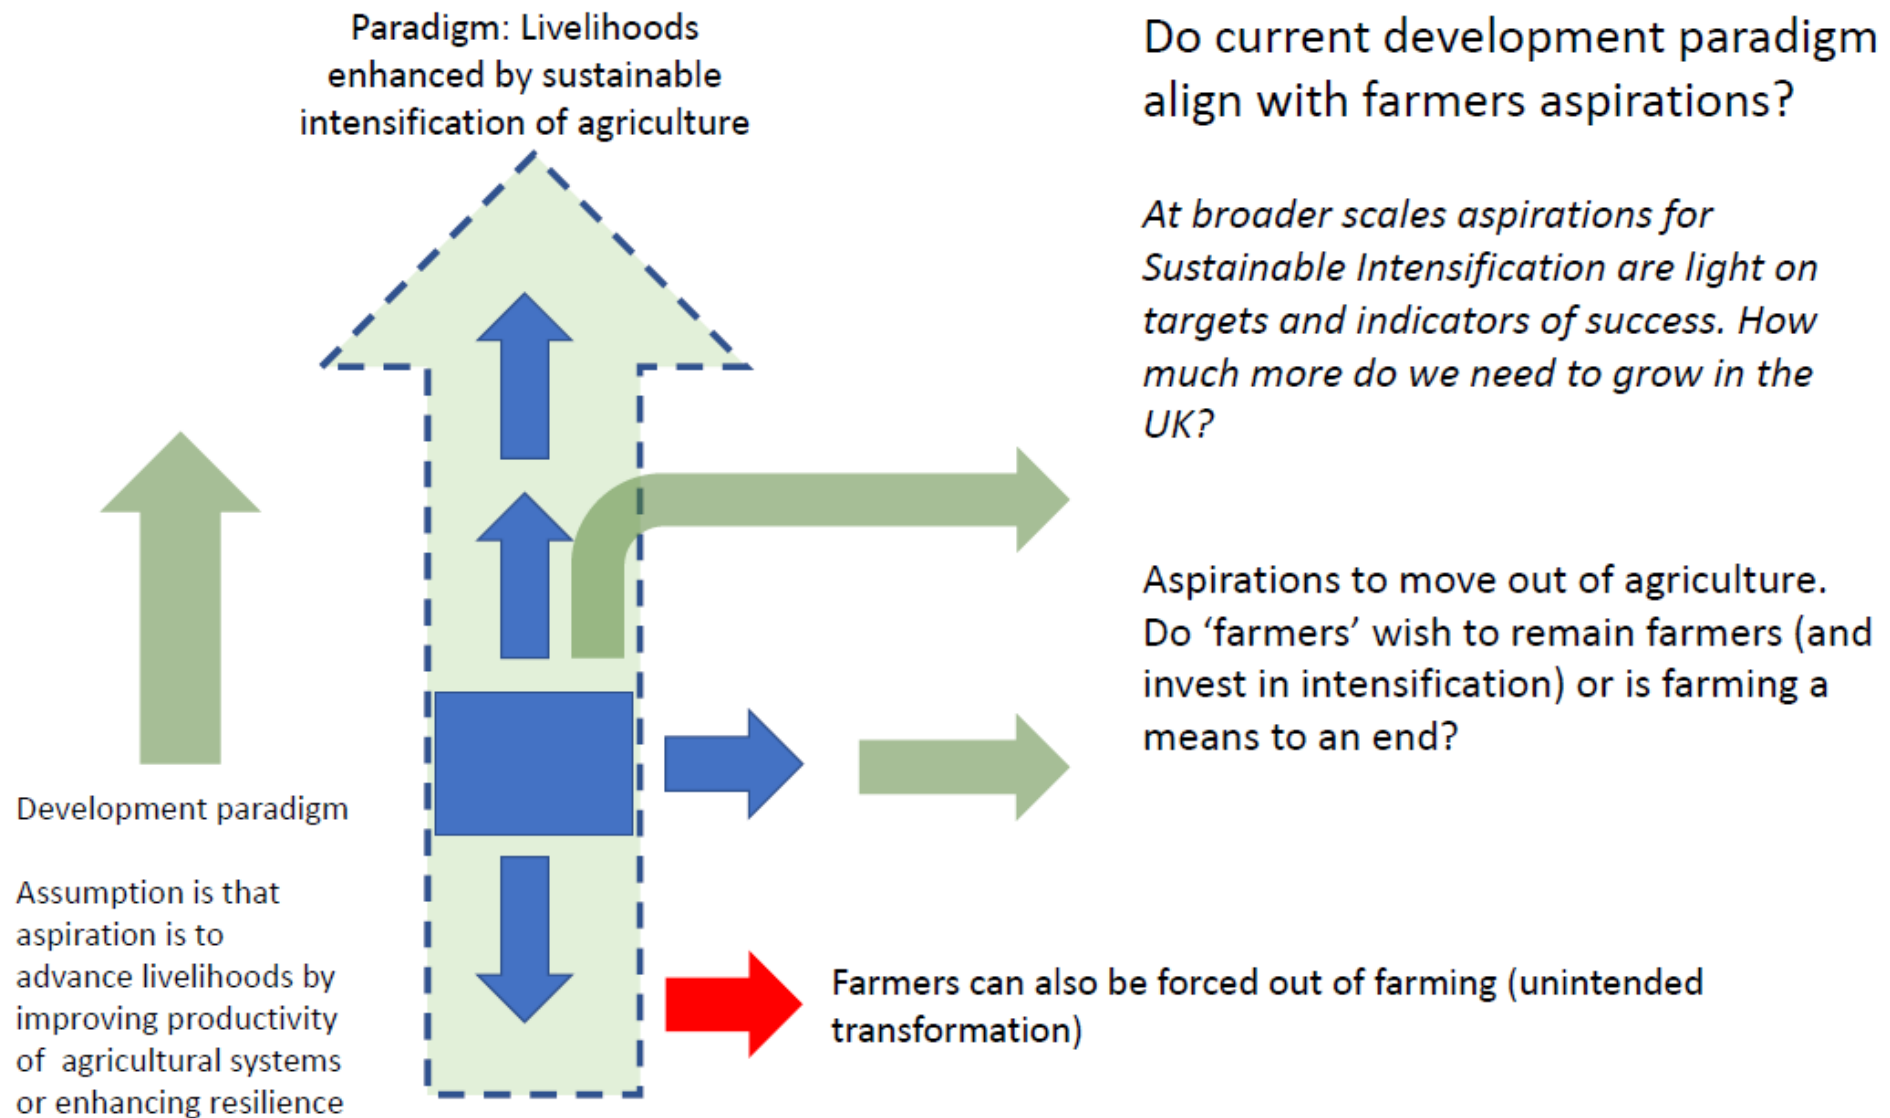 Paradigm: Livelihoods
enhanced by sustainable
intensification of agriculture
Do current development paradigm
align with farmers aspirations?
At broader scales aspirations for
Sustainable Intensification are light on
targets and indicators of success. How
much more do we need to grow in the
UK?
Aspirations to move out of agriculture.
Do ‘farmers’ wish to remain farmers (and
invest in intensification) or is farming a
means to an end?
Development paradigm
Assumption is that
aspiration is to
advance livelihoods by
improving productivity
of agricultural systems
or enhancing resilience
Farmers can also be forced out of farming (unintended
transformation)